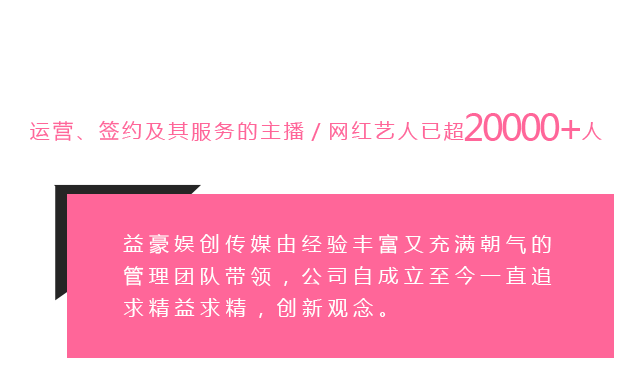 运营、签约及其服务的主播 / 网红艺人已超20000+人
益豪娱创传媒由经验丰富又充满朝气的
管理团队带领，公司自成立至今一直追
求精益求精，创新观念。